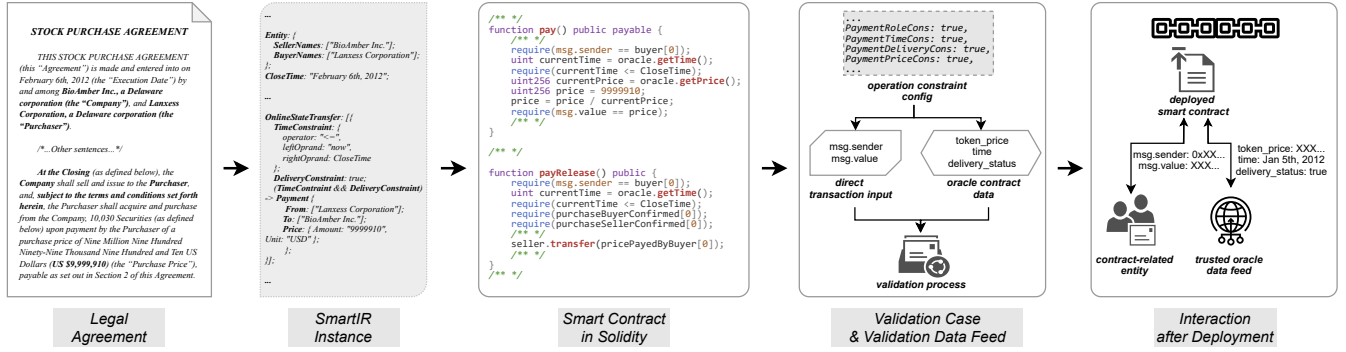 STOCK PURCHASE AGREEMENT
THIS STOCK PURCHASE AGREEMENT
(this “Agreement”) is made and entered into on
February 6th, 2012 (the “Execution Date”) by
and among BioAmber Inc., a Delaware
corporation (the “Company”), and Lanxess
Corporation, a Delaware corporation (the
“Purchaser”).
/*...Other sentences...*/
At the Closing (as defined below), the
Company shall sell and issue to the Purchaser,
and, subject to the terms and conditions set forth
herein, the Purchaser shall acquire and purchase
from the Company, 10,030 Securities (as defined
below) upon payment by the Purchaser of a
purchase price of Nine Million Nine Hundred
Ninety-Nine Thousand Nine Hundred and Ten US
Dollars (US $9,999,910) (the “Purchase Price”),
payable as set out in Section 2 of this Agreement.
Legal
Agreement
...
Entity: {
SellerNames: ["BioAmber Inc."];
BuyerNames: ["Lanxess Corporation"];
};
CloseTime: "February 6th, 2012";
...
OnlineStateTransfer: [{
TimeConstraint: {
operator: "<=",
leftOprand: "now",
rightOprand: CloseTime
};
DeliveryConstraint: true;
(TimeContraint && DeliveryConstraint)
-> Payment {
From: ["Lanxess Corporation"];
To: ["BioAmber Inc."];
Price: { Amount: "9999910",
Unit: "USD" };
};
}];
...
SmartIR
Instance
/** */
function pay() public payable {
/** */
require(msg.sender == buyer[0]);
uint currentTime = oracle.getTime();
require(currentTime <= CloseTime);
uint256 currentPrice = oracle.getPrice();
uint256 price = 9999910;
price = price / currentPrice;
require(msg.value == price);
/** */
}
/** */
function payRelease() public {
require(msg.sender == buyer[0]);
uint currentTime = oracle.getTime();
require(currentTime <= CloseTime);
require(purchaseBuyerConfirmed[0]);
require(purchaseSellerConfirmed[0]);
/** */
seller.transfer(pricePayedByBuyer[0]);
/** */
}
/** */
Smart Contract
in Solidity
...
PaymentRoleCons: true,
PaymentTimeCons: true,
PaymentDeliveryCons: true,
PaymentPriceCons: true,
...
operation constraint
config
msg.sender
msg.value
token_price
time
delivery_status
direct
transaction input
oracle contract
data
validation process
Validation Case
& Validation Data Feed
deployed
smart contract
msg.sender: 0xXX...
msg.value: XXX...
token_price: XXX...
time: Jan 5th, 2012
delivery_status: true
contract-related
entity
trusted oracle
data feed
Interaction
after Deployment